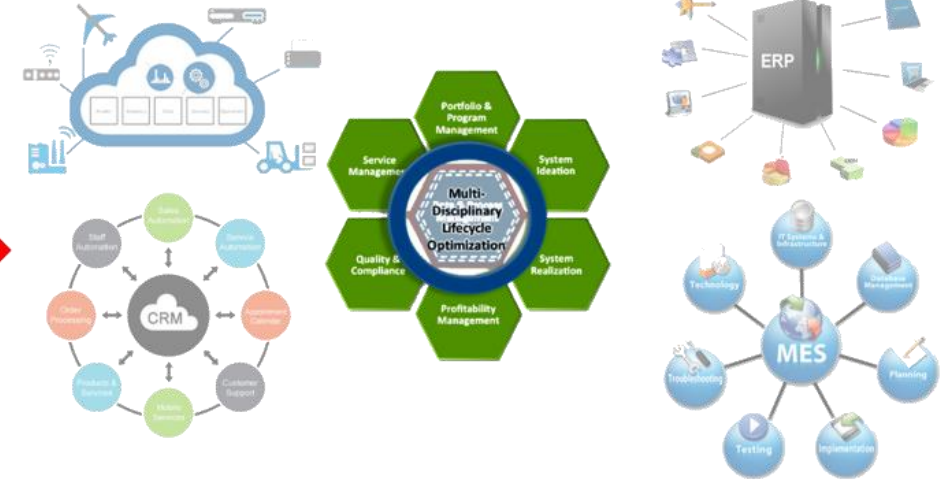 ERP
Portfolio &
Program
Management
Service
Management
System
Ideation
Multi-
Disciplinary
Lifecycle
Optimization
Quality &
Compliance
System
Realization
Profitability
Management
Sales
Automation
Staff
Automation
Service
Automation
Order
Processing
CRM
Appointment
Calendar
Products &
Services
Customer
Support
Mobile
Services
IT Systems &
Infrastructure
Technology
Database
Management
MES
Troubleshooting
Planning
Testing
Implementation